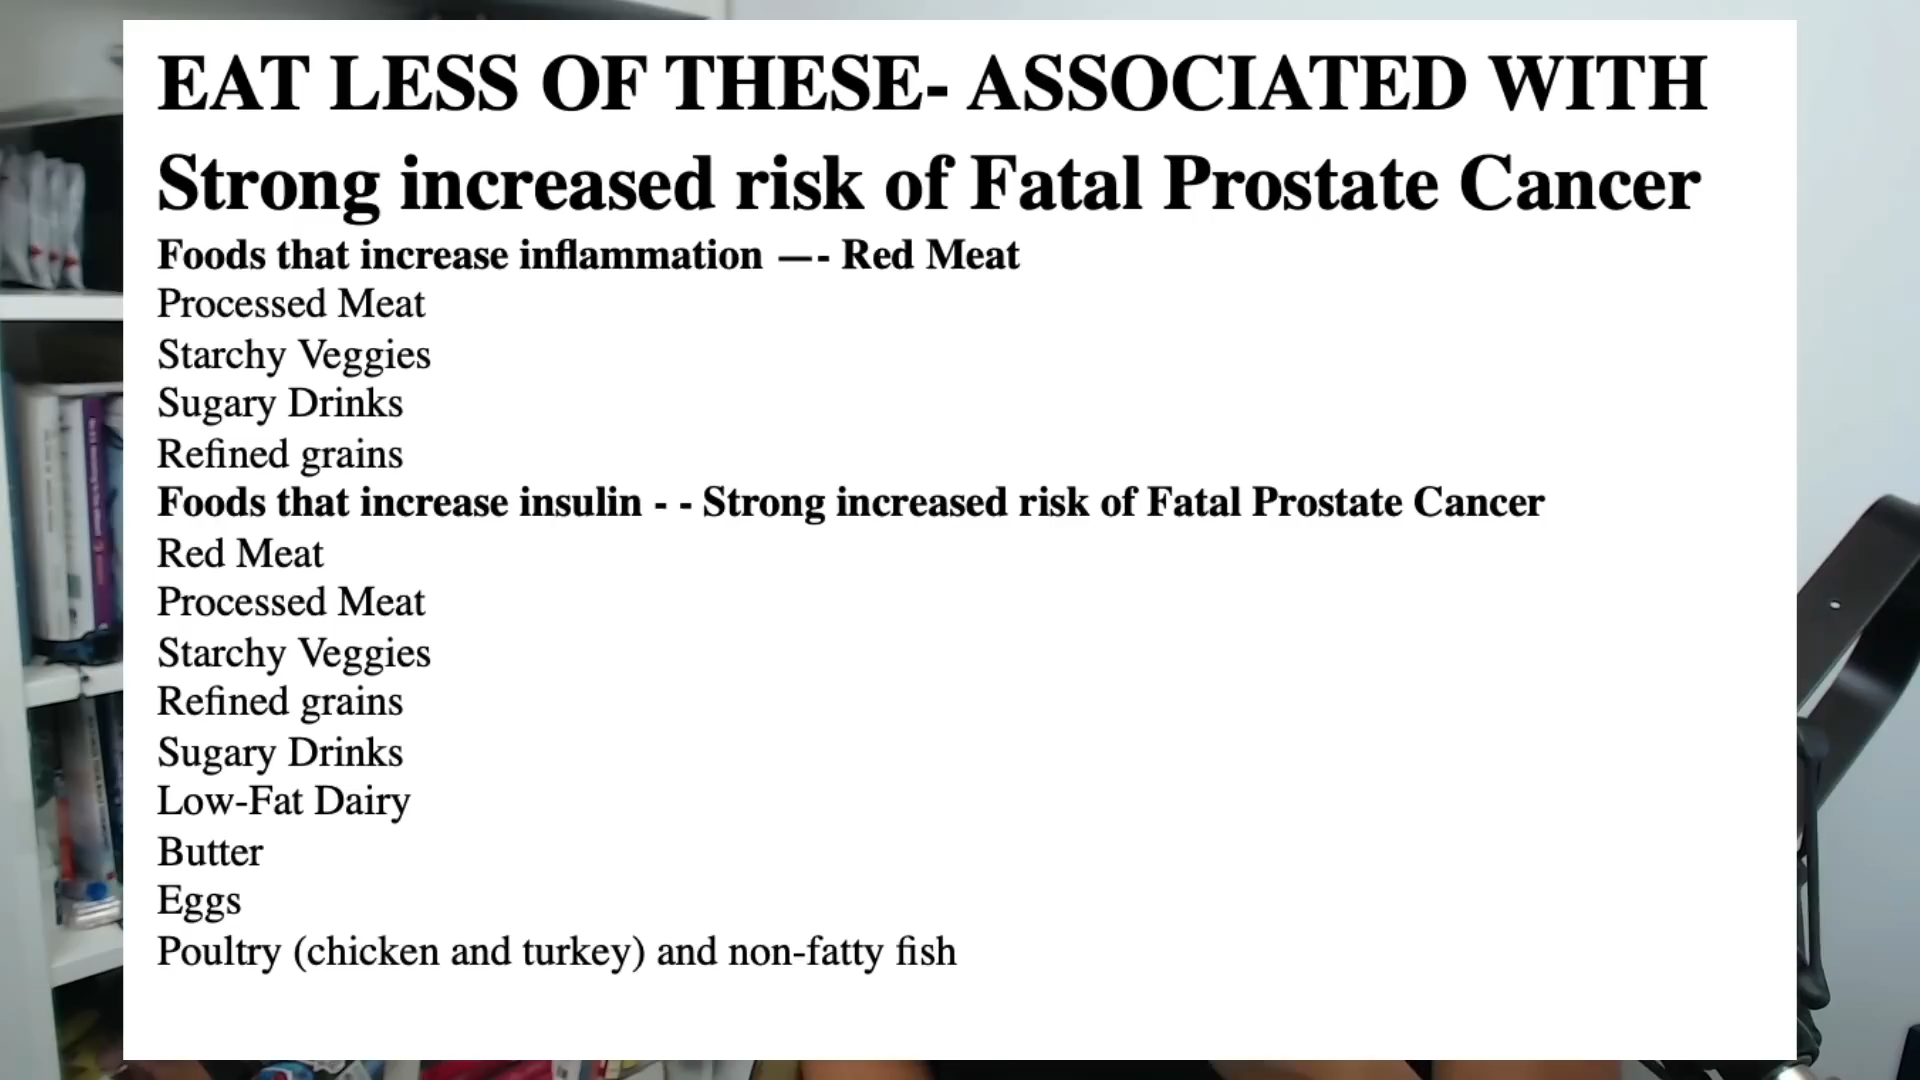 EAT LESS OF THESE- ASSOCIATED WITH
Strong increased risk of Fatal Prostate Cancer
Foods that increase inflammation —- Red Meat
Processed Meat
Starchy Veggies
Sugary Drinks
Refined grains
Foods that increase insulin - - Strong increased risk of Fatal Prostate Cancer
Red Meat
Processed Meat
Starchy Veggies
Refined grains
Sugary Drinks
Low-Fat Dairy
Butter
Eggs
Poultry (chicken and turkey) and non-fatty fish